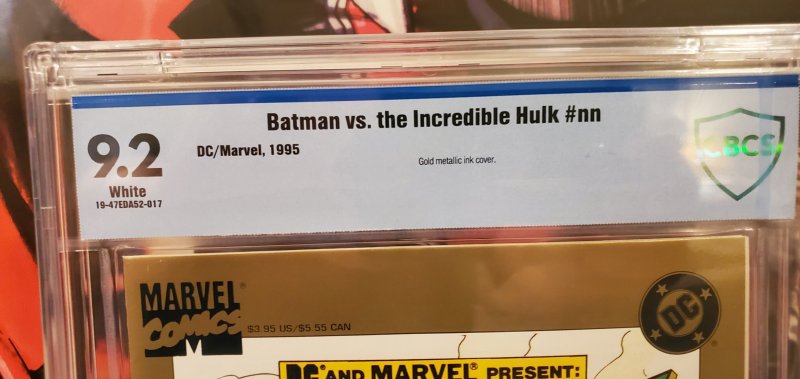 Batman vs. the Incredible Hulk #nn
9.2
White
19-47EDA52-017
DC/Marvel, 1995
Gold metallic ink cover.
CBCS
MARVEL®
COMICS
$3.95 US/$5.55 CAN
DC
DC® AND MARVEL® PRESENT: